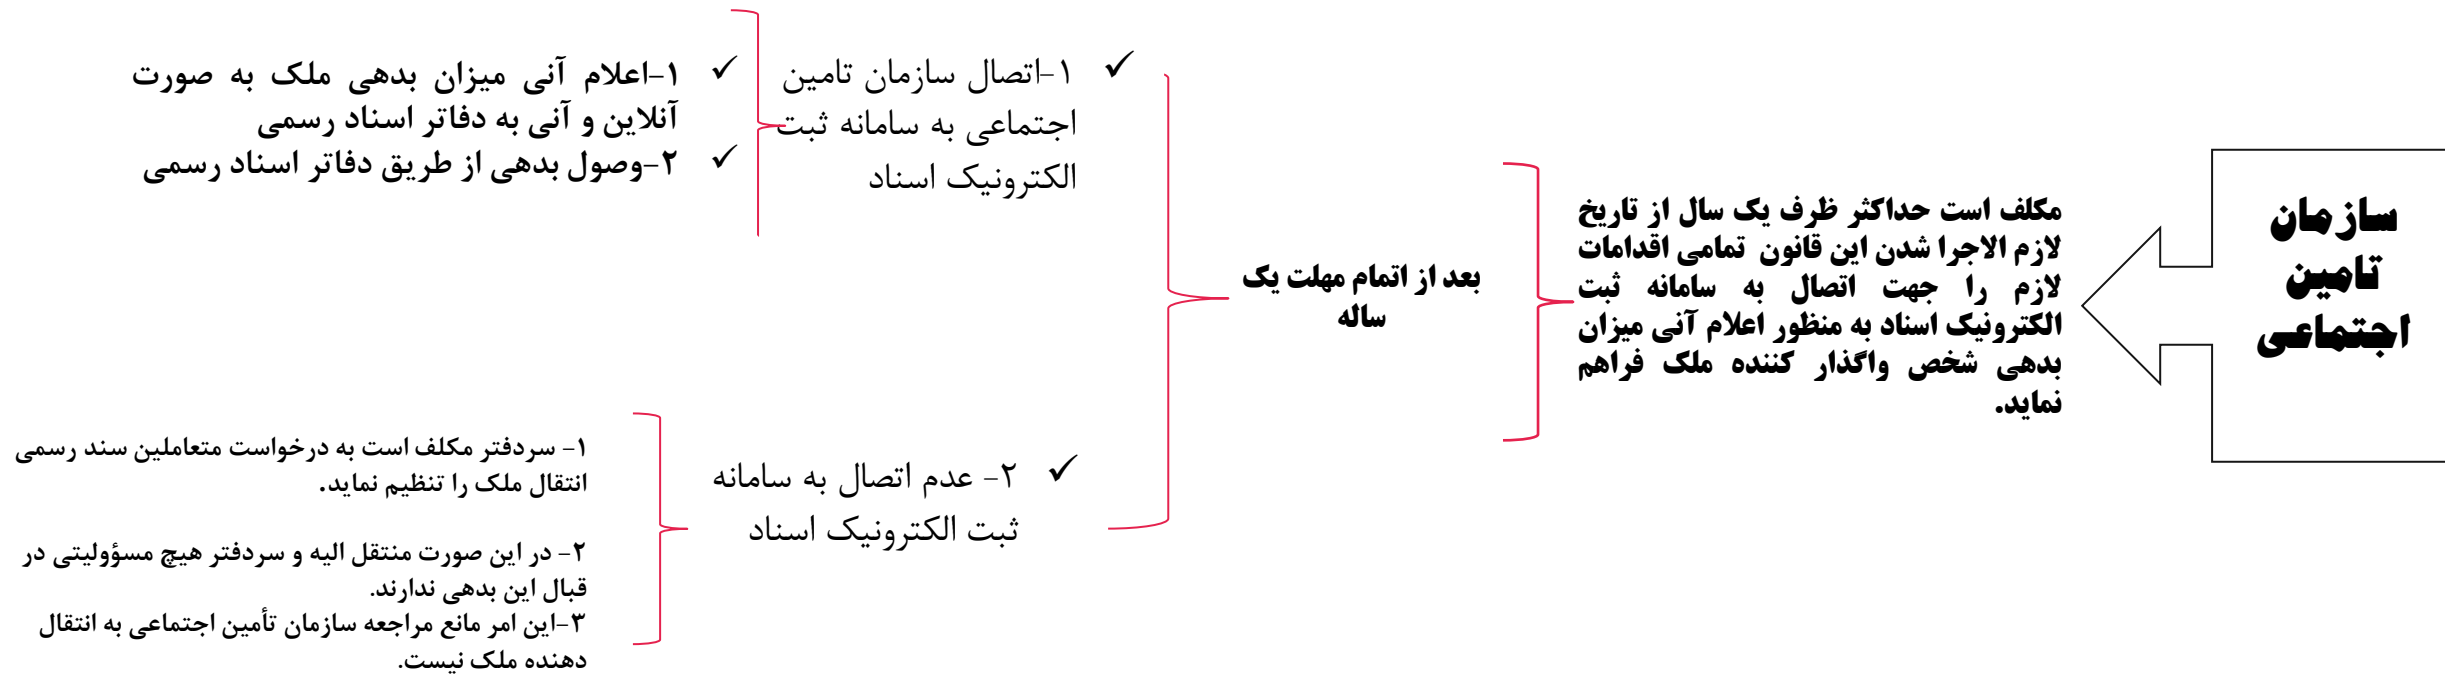 سازمان
تامین
اجتماعی
مکلف است حداکثر ظرف یک سال از تاریخ
لازم الاجرا شدن این قانون تمامی اقدامات
لازم را جهت اتصال به سامانه ثبت
الکترونیک اسناد به منظور اعلام آنی میزان
بدهی شخص واگذار کننده ملک فراهم
نماید.
بعد از اتمام مهلت یک
ساله
✓ ۱-اتصال سازمان تامین
اجتماعی به سامانه ثبت
الکترونیک اسناد
✓ ۱-اعلام آنی میزان بدهی ملک به صورت
آنلاین و آنی به دفاتر اسناد رسمی
✓ ۲-وصول بدهی از طریق دفاتر اسناد رسمی
✓ ۲- عدم اتصال به سامانه
ثبت الکترونیک اسناد
۱- سردفتر مکلف است به درخواست متعاملین سند رسمی
انتقال ملک را تنظیم نماید.
۲- در این صورت منتقل الیه و سردفتر هیچ مسؤولیتی در
قبال این بدهی ندارند.
۳-این امر مانع مراجعه سازمان تأمین اجتماعی به انتقال
دهنده ملک نیست.